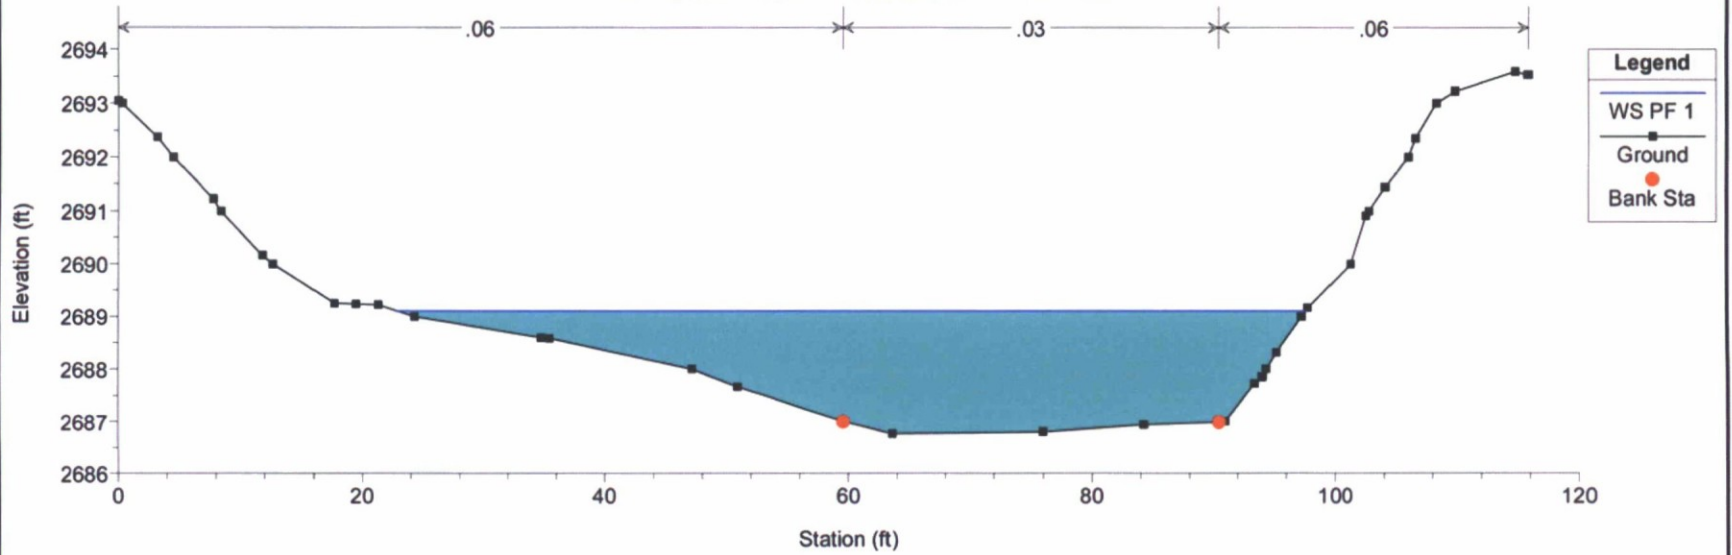 .06 .03 .06
2694
2693
2692
2691
2690
2689
2688
2687
2686
Elevation (ft)
0 20 40 60 80 100 120
Station (ft)
Legend
WS PF 1
Ground
Bank Sta